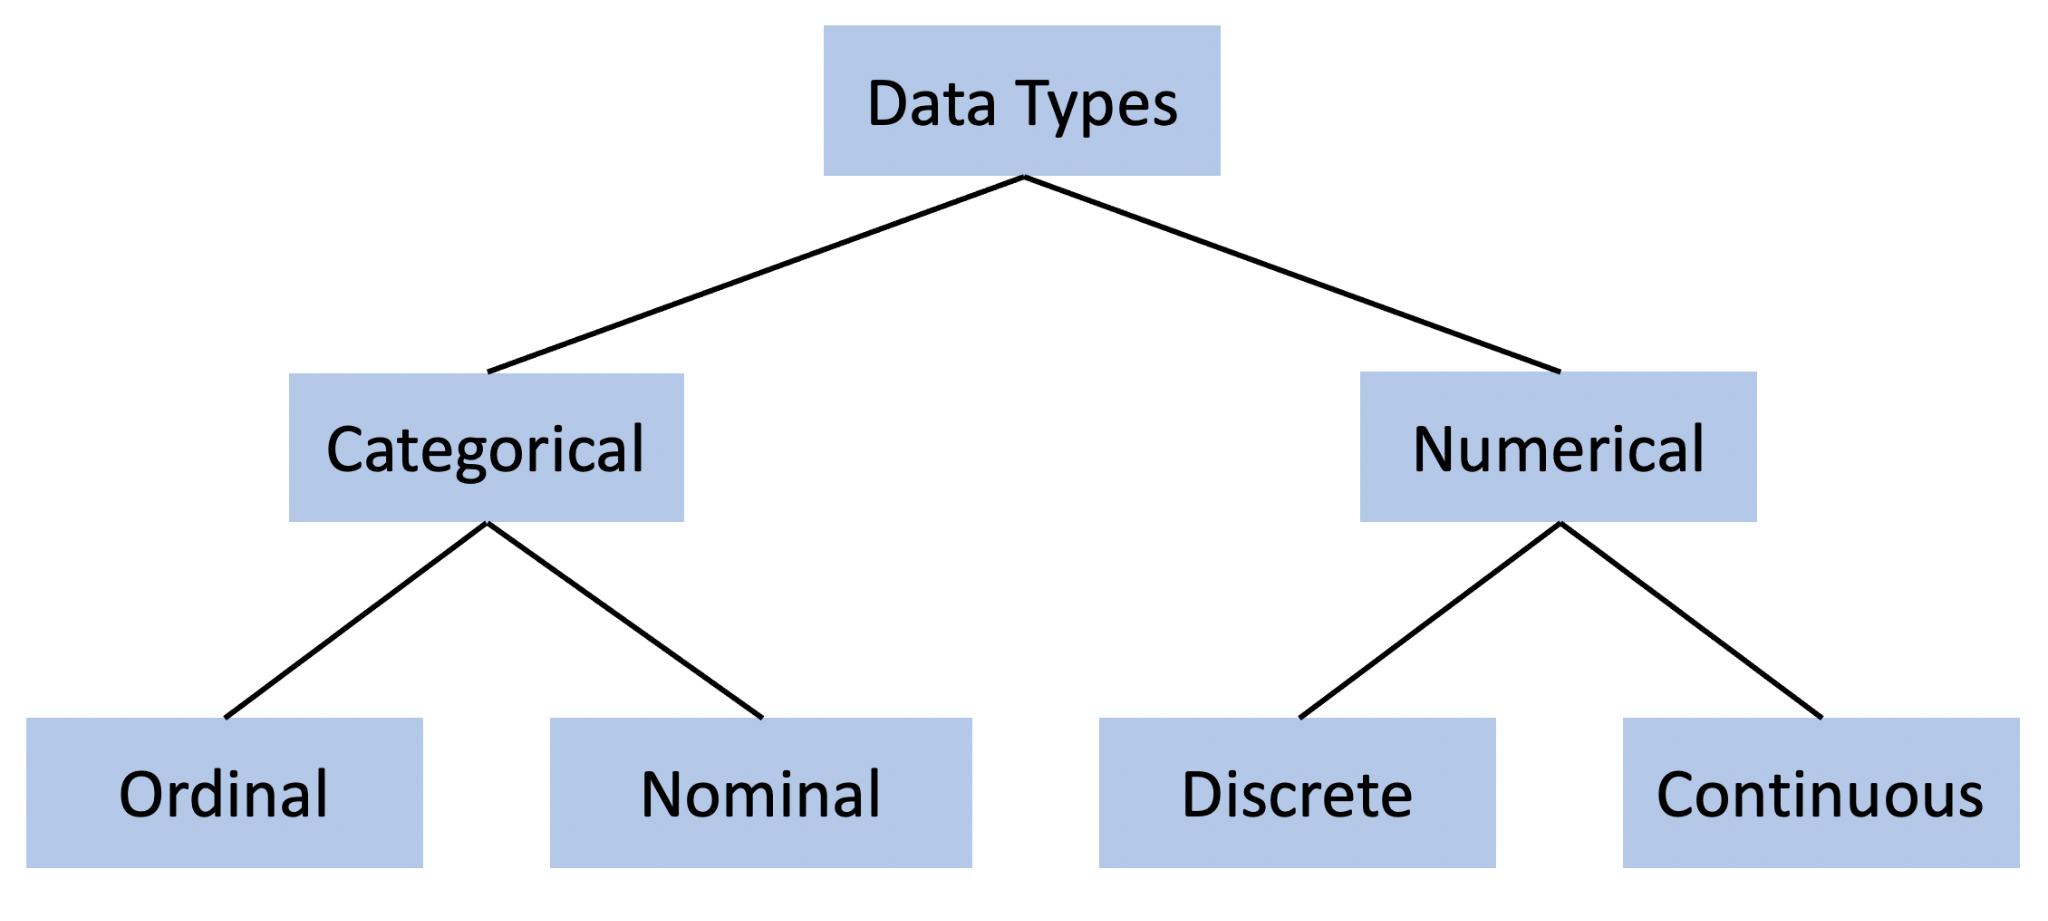 Data Types
Categorical
Numerical
Ordinal
Nominal
Discrete
Continuous